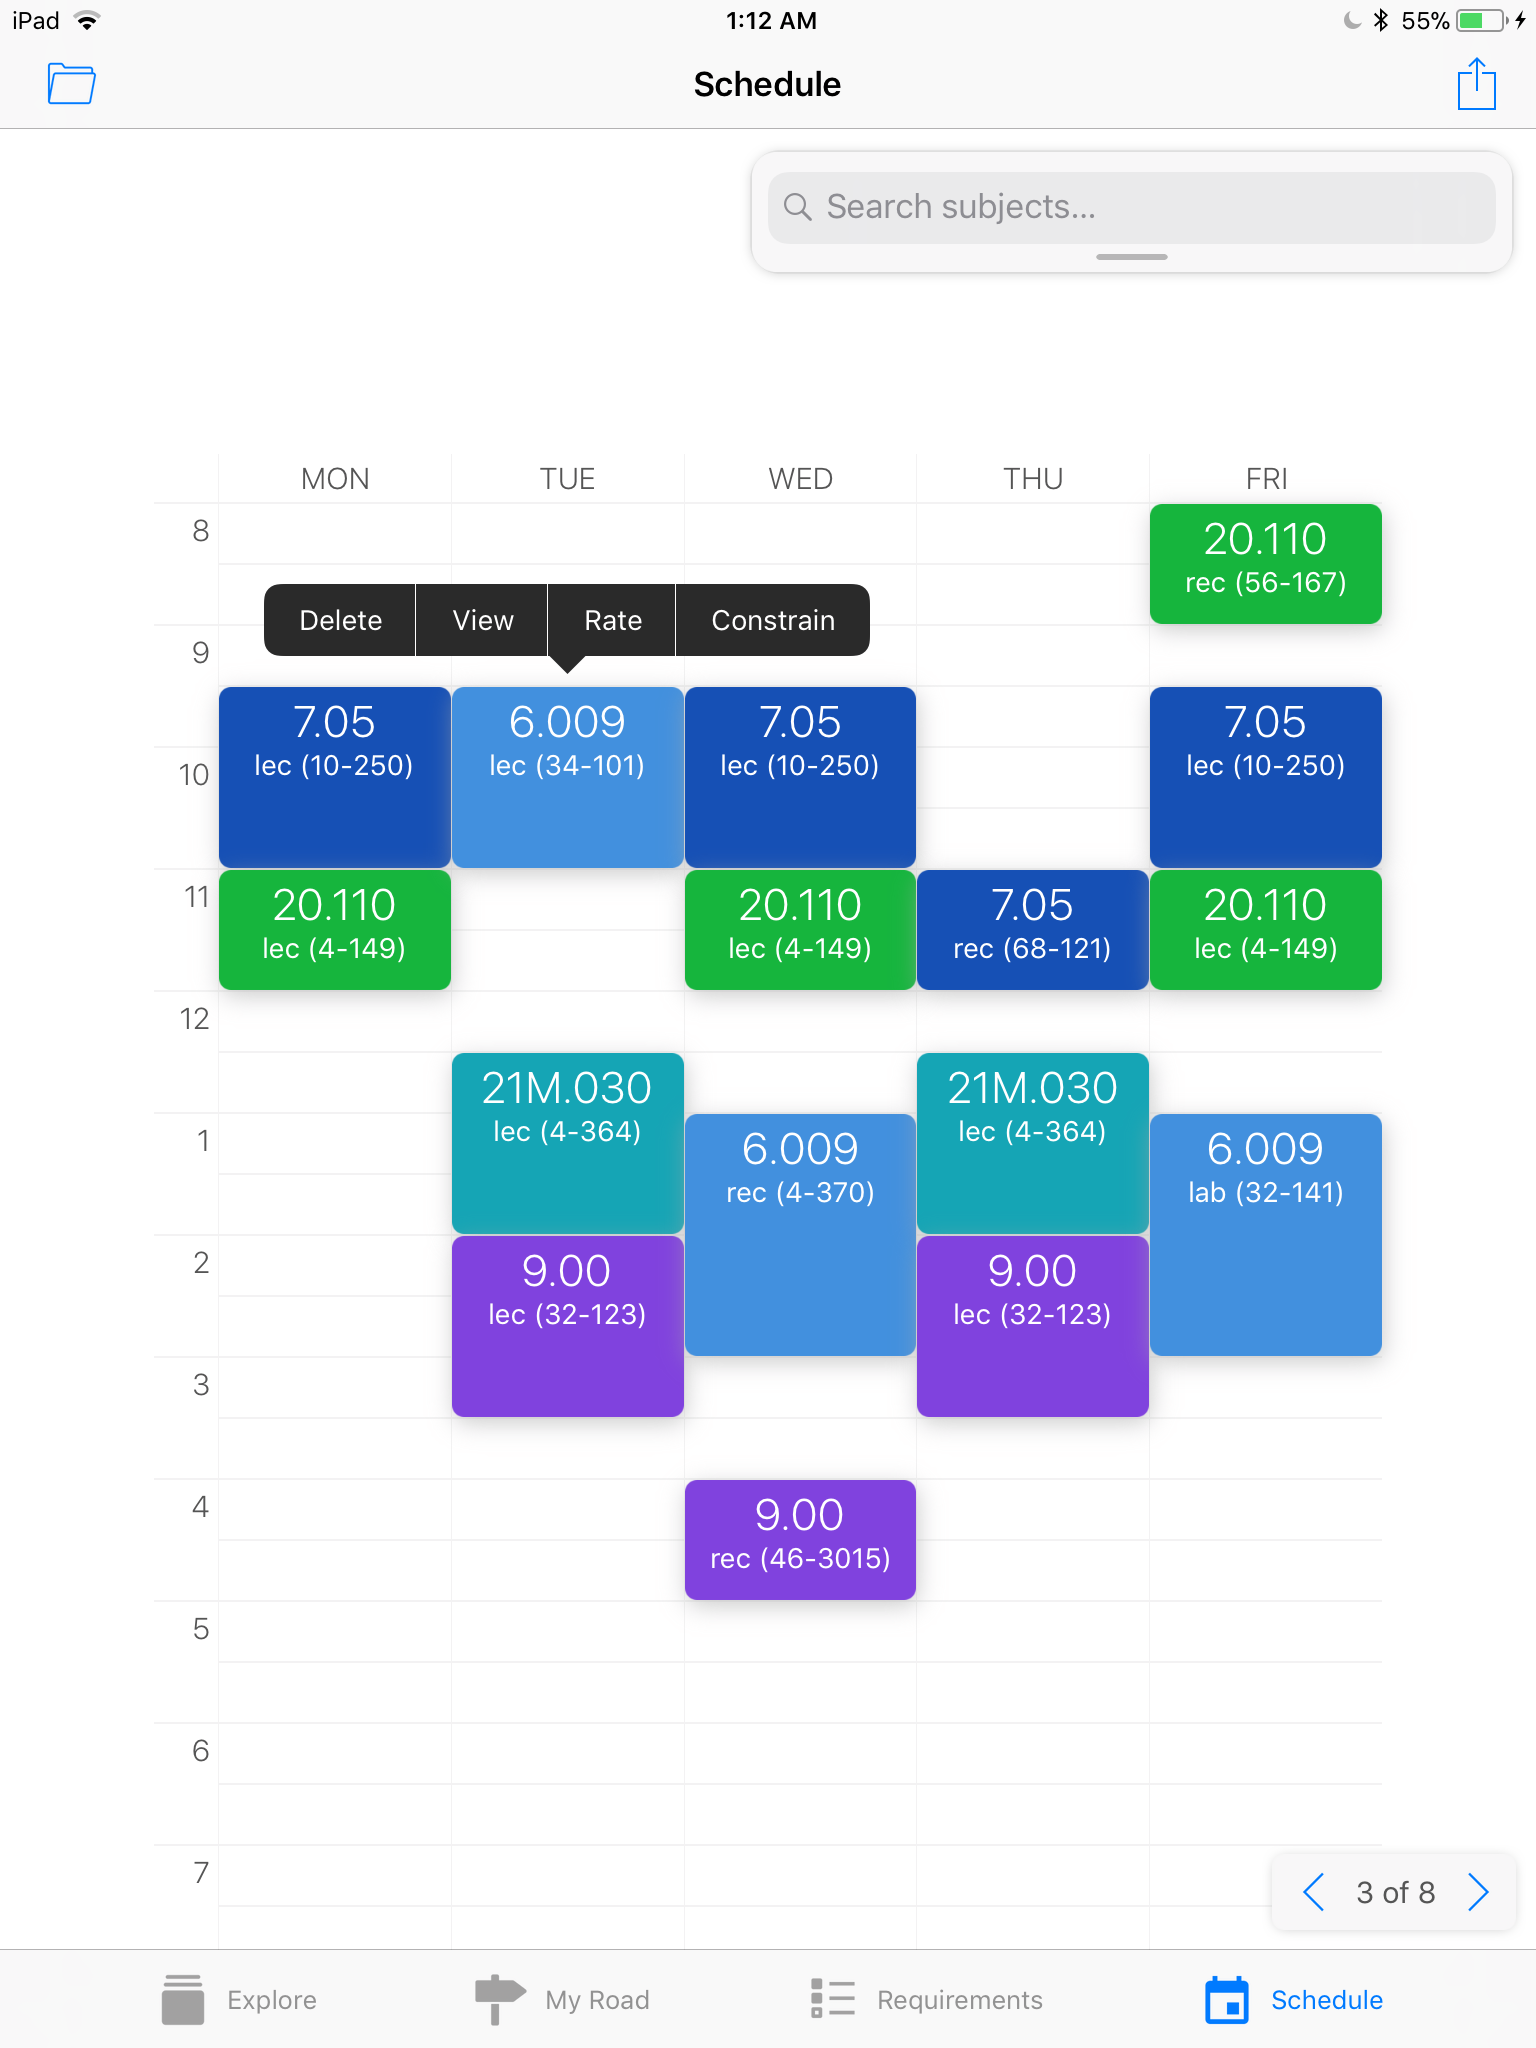 iPad
1:12 AM
55%
Schedule
Search subjects...
MON TUE WED THU FRI
8
20.110
rec (56-167)
Delete View Rate Constrain
9
7.05
lec (10-250)
6.009
lec (34-101)
7.05
lec (10-250)
7.05
lec (10-250)
10
11
20.110
lec (4-149)
20.110
lec (4-149)
7.05
rec (68-121)
20.110
lec (4-149)
12
21M.030
lec (4-364)
21M.030
lec (4-364)
1
6.009
rec (4-370)
6.009
lab (32-141)
2
9.00
lec (32-123)
9.00
lec (32-123)
3
4
9.00
rec (46-3015)
5
6
7
3 of 8
Explore
My Road
Requirements
Schedule